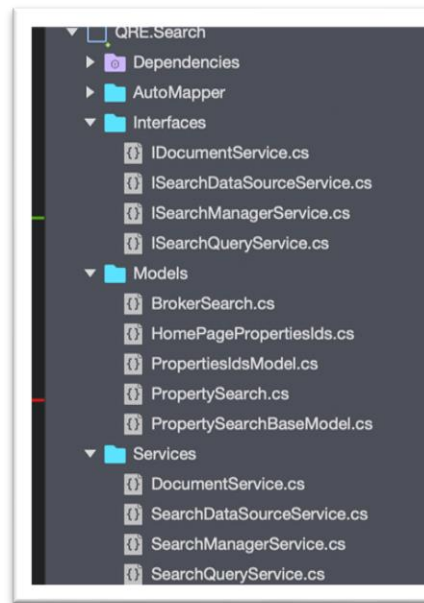 QRE.Search
Dependencies
AutoMapper
Interfaces
IDocumentService.cs
ISearchDataSourceService.cs
ISearchManagerService.cs
ISearchQueryService.cs
Models
BrokerSearch.cs
HomePagePropertiesIds.cs
PropertiesIdsModel.cs
PropertySearch.cs
PropertySearchBaseModel.cs
Services
DocumentService.cs
SearchDataSourceService.cs
SearchManagerService.cs
SearchQueryService.cs